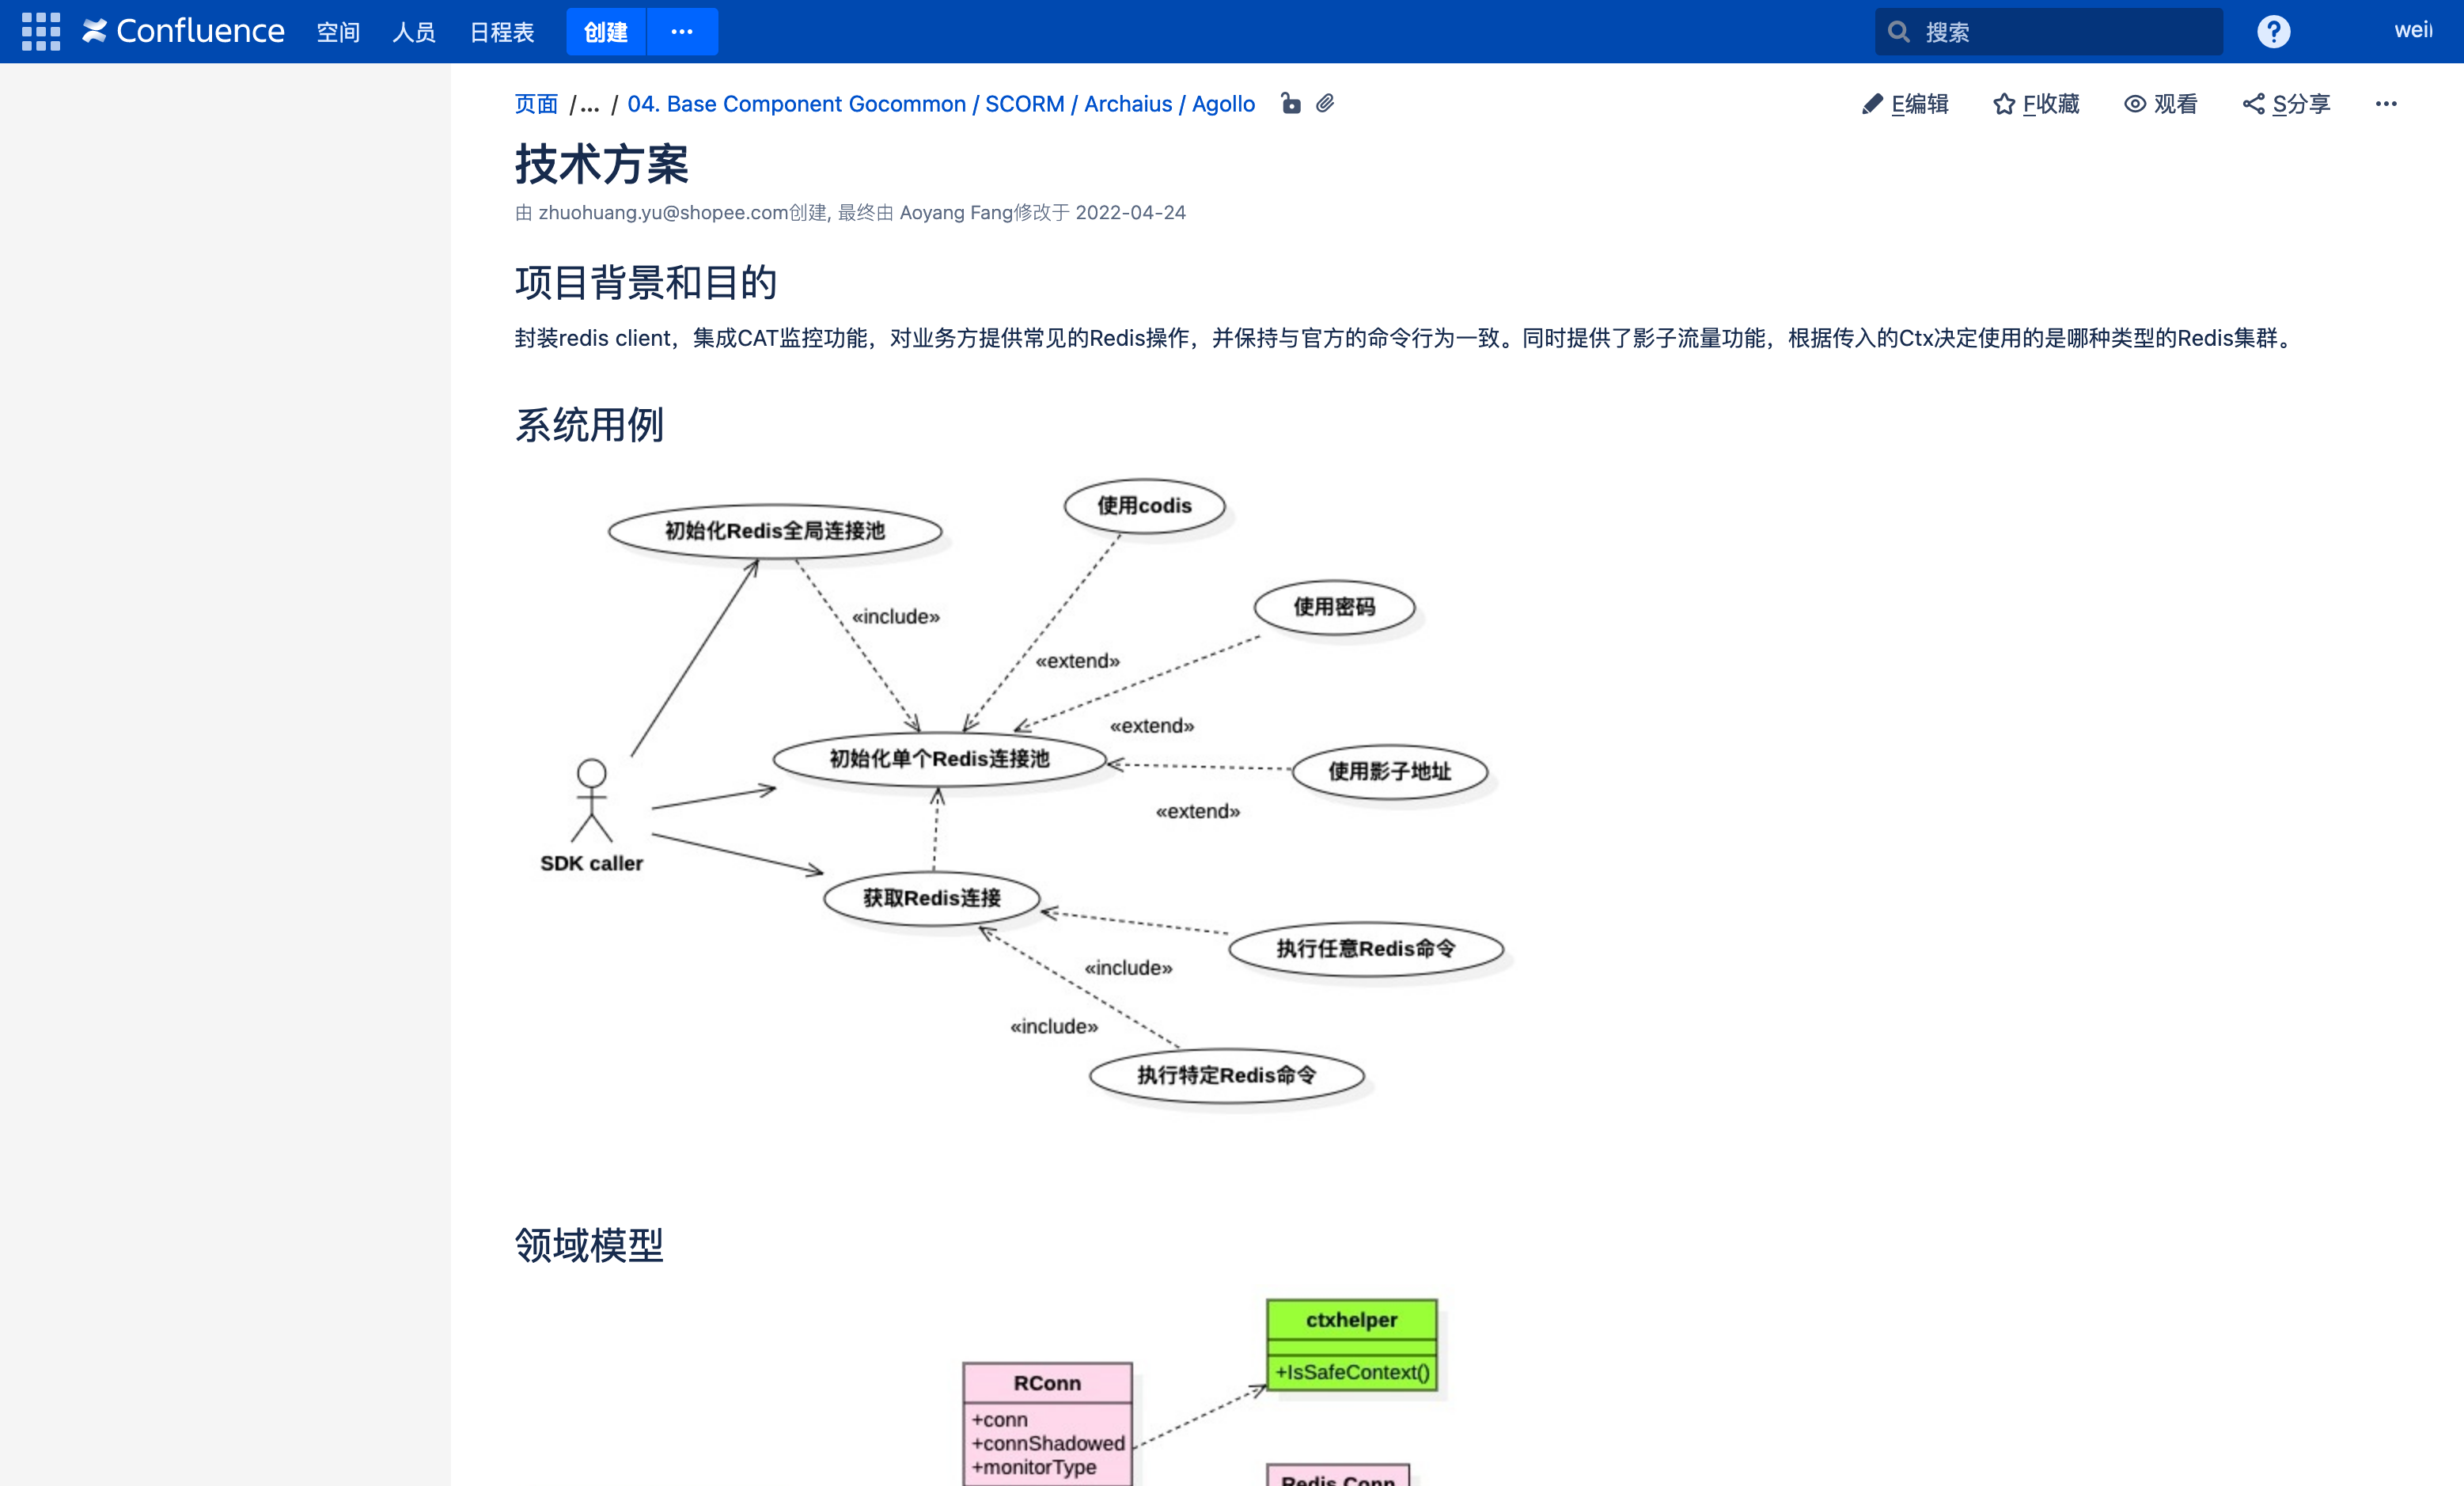 Confluence 空间 人员 日程表 创建 ··· 搜索 weii
页面 /... / 04. Base Component Gocommon / SCORM / Archaius / Agollo E编辑 F收藏 观看 S分享 ···
技术方案
由 zhuohuang.yu@shopee.com创建, 最终由 Aoyang Fang修改于 2022-04-24
项目背景和目的
封装redis client，集成CAT监控功能，对业务方提供常见的Redis操作，并保持与官方的命令行为一致。同时提供了影子流量功能，根据传入的Ctx决定使用的是哪种类型的Redis集群。
系统用例
使用codis
初始化Redis全局连接池
使用密码
«include»
«extend»
«extend»
初始化单个Redis连接池
使用影子地址
«extend»
SDK caller
获取Redis连接
执行任意Redis命令
«include»
«include»
执行特定Redis命令
领域模型
ctxhelper
+IsSafeContext()
RConn
+conn
+connShadowed
+monitorType
Redis.Conn